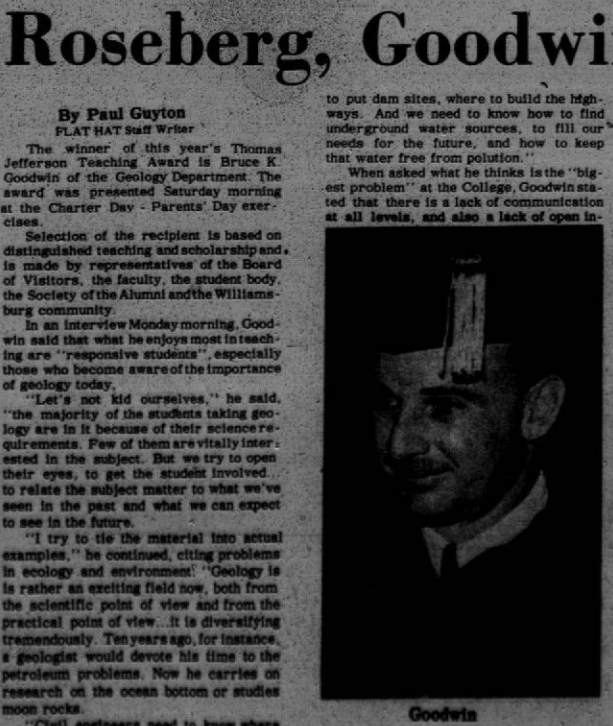 Roseberg, Goodwi
By Paul Guyton
FLAT HAT Staff Writer
The winner of this year's Thomas
Jefferson Teaching Award is Bruce K.
Goodwin of the Geology Department. The
award was presented Saturday morning
at the Charter Day - Parents' Day exer-
cises.
Selection of the recipient is based on
distinguished teaching and scholarship and
is made by representatives of the Board
of Visitors, the faculty, the student body,
the Society of the Alumni and the Williams-
burg community.
In an interview Monday morning, Good-
win said that what he enjoys most in teach-
ing are "responsive students", especially
those who become aware of the importance
of geology today.
"Let's not kid ourselves," he said,
"the majority of the students taking geo-
logy are in it because of their science re-
quirements. Few of them are vitally inter-
ested in the subject. But we try to open
their eyes, to get the student involved...
to relate the subject matter to what we've
seen in the past and what we can expect
to see in the future.
"I try to tie the material into actual
examples," he continued, citing problems
in ecology and environment. "Geology is
is rather an exciting field now, both from
the scientific point of view and from the
practical point of view...it is diversifying
tremendously. Ten years ago, for instance,
a geologist would devote his time to the
petroleum problems. Now he carries on
research on the ocean bottom or studies
moon rocks.
"Civil engineers need to know where
to put dam sites, where to build the high-
ways. And we need to know how to find
underground water sources, to fill our
needs for the future, and how to keep
that water free from polution."
When asked what he thinks is the "big-
est problem" at the College, Goodwin sta-
ted that there is a lack of communication
at all levels, and also a lack of open in-
Goodwin